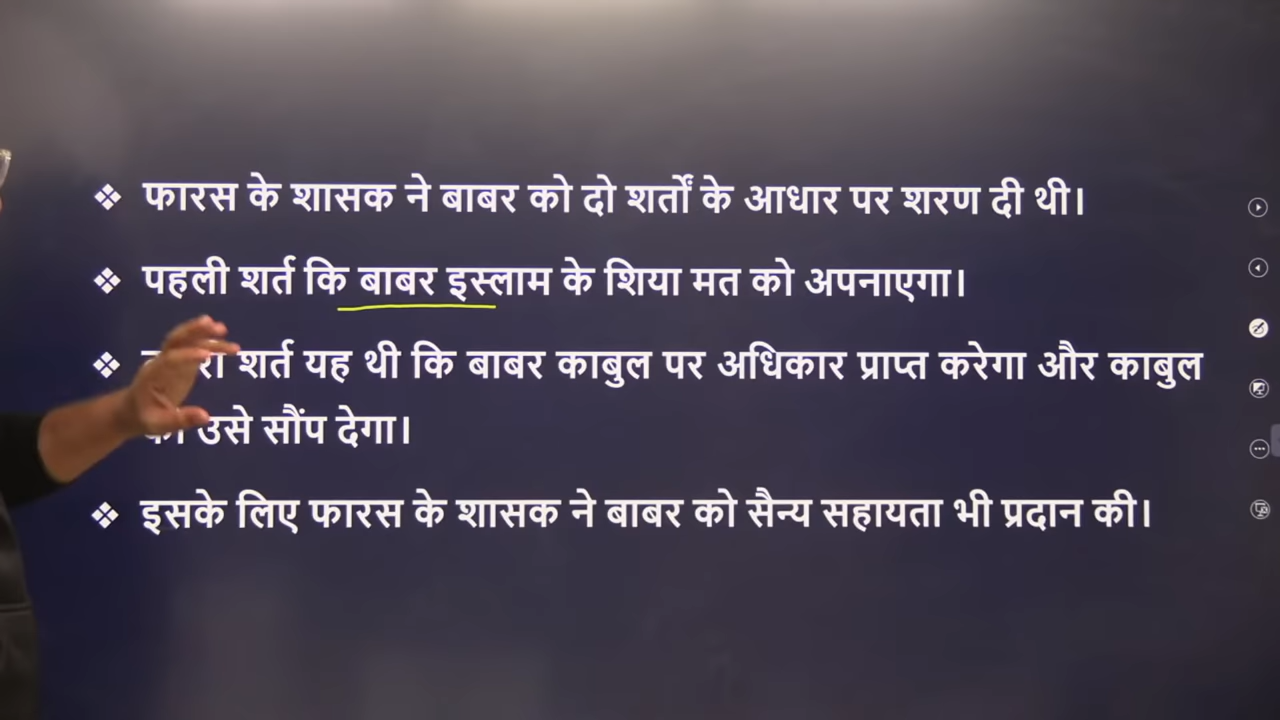 ❖ फारस के शासक ने बाबर को दो शर्तों के आधार पर शरण दी थी।
❖ पहली शर्त कि बाबर इस्लाम के शिया मत को अपनाएगा।
❖ शर्त यह थी कि बाबर काबुल पर अधिकार प्राप्त करेगा और काबुल
उसे सौंप देगा।
❖ इसके लिए फारस के शासक ने बाबर को सैन्य सहायता भी प्रदान की।